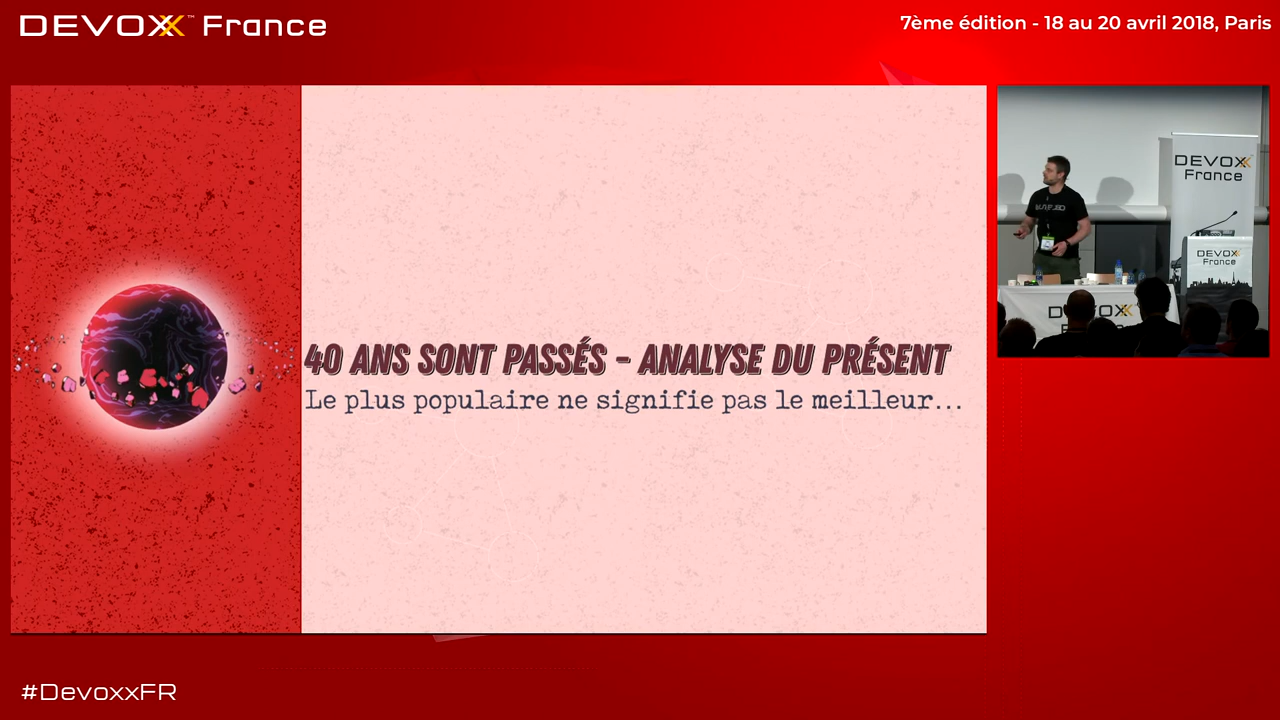 DEVOXX™ France
7ème édition - 18 au 20 avril 2018, Paris
40 ANS SONT PASSÉS - ANALYSE DU PRÉSENT
Le plus populaire ne signifie pas le meilleur...
DEVOXX
France
DEVOXX
France
DEVOXX
#DevoxxFR